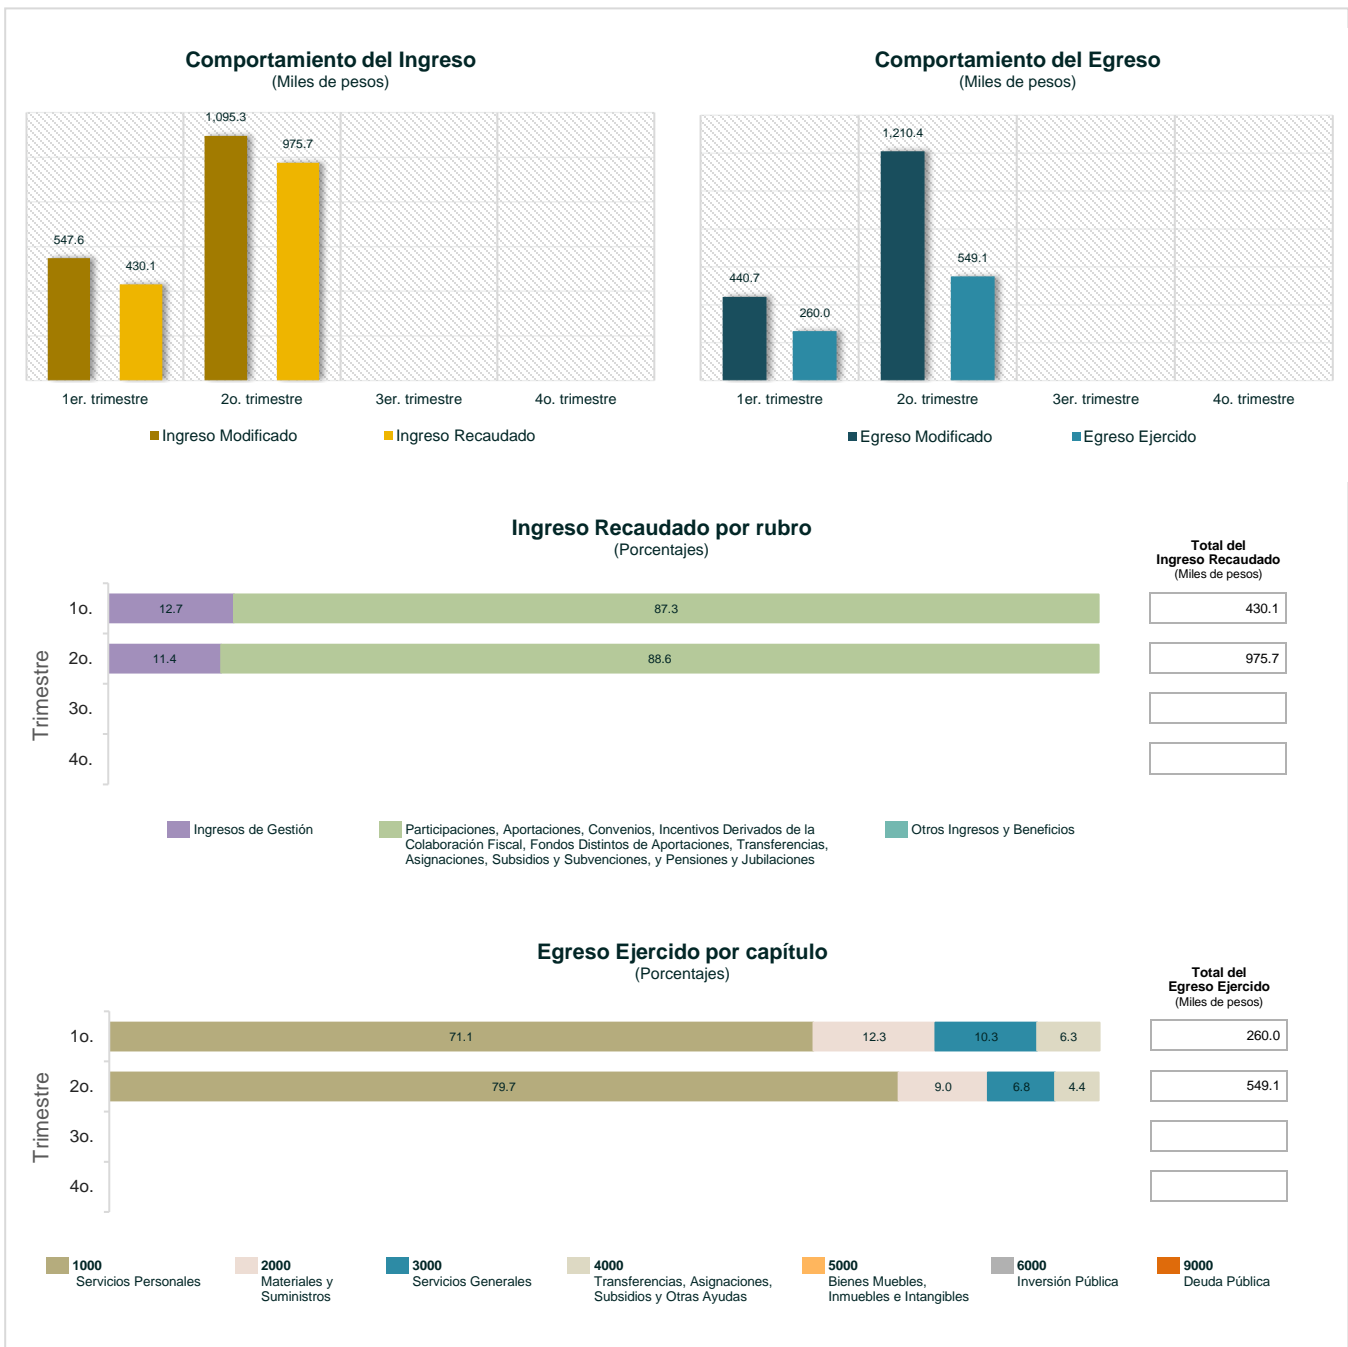 Comportamiento del Ingreso
(Miles de pesos)
1,095.3
975.7
547.6
430.1
1er. trimestre 2o. trimestre 3er. trimestre 4o. trimestre
Ingreso Modificado Ingreso Recaudado
Comportamiento del Egreso
(Miles de pesos)
1,210.4
549.1
440.7
260.0
1er. trimestre 2o. trimestre 3er. trimestre 4o. trimestre
Egreso Modificado Egreso Ejercido
Ingreso Recaudado por rubro
(Porcentajes)
Total del
Ingreso Recaudado
(Miles de pesos)
Trimestre
1o. 12.7 87.3 430.1
2o. 11.4 88.6 975.7
3o.
4o.
Ingresos de Gestión
Participaciones, Aportaciones, Convenios, Incentivos Derivados de la
Colaboración Fiscal, Fondos Distintos de Aportaciones, Transferencias,
Asignaciones, Subsidios y Subvenciones, y Pensiones y Jubilaciones
Otros Ingresos y Beneficios
Egreso Ejercido por capítulo
(Porcentajes)
Total del
Egreso Ejercido
(Miles de pesos)
Trimestre
1o. 71.1 12.3 10.3 6.3 260.0
2o. 79.7 9.0 6.8 4.4 549.1
3o.
4o.
1000
Servicios Personales
2000
Materiales y
Suministros
3000
Servicios Generales
4000
Transferencias, Asignaciones,
Subsidios y Otras Ayudas
5000
Bienes Muebles,
Inmuebles e Intangibles
6000
Inversión Pública
9000
Deuda Pública